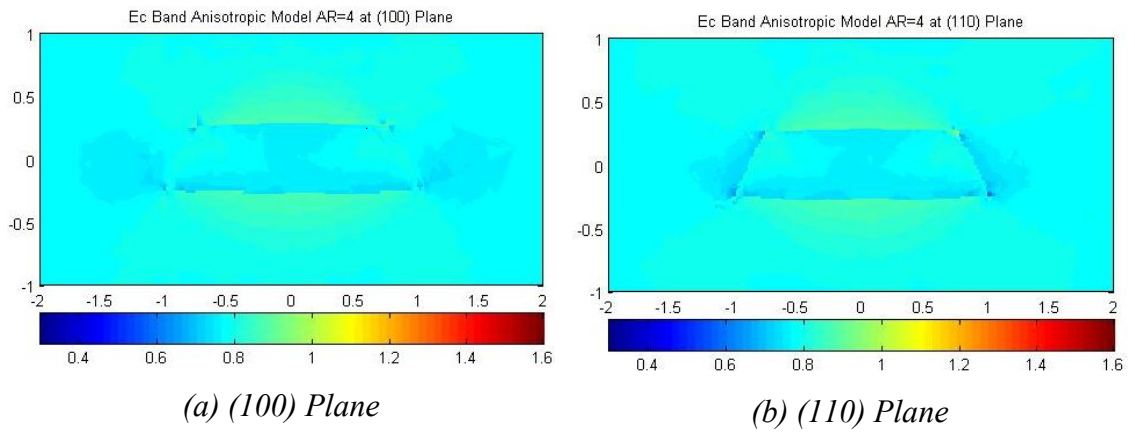 Ec Band Anisotropic Model AR=4 at (100) Plane
1
0.5
0
-0.5
-1
-2 -1.5 -1 -0.5 0 0.5 1 1.5 2
0.4 0.6 0.8 1 1.2 1.4 1.6
(a) (100) Plane
Ec Band Anisotropic Model AR=4 at (110) Plane
1
0.5
0
-0.5
-1
-2 -1.5 -1 -0.5 0 0.5 1 1.5 2
0.4 0.6 0.8 1 1.2 1.4 1.6
(b) (110) Plane